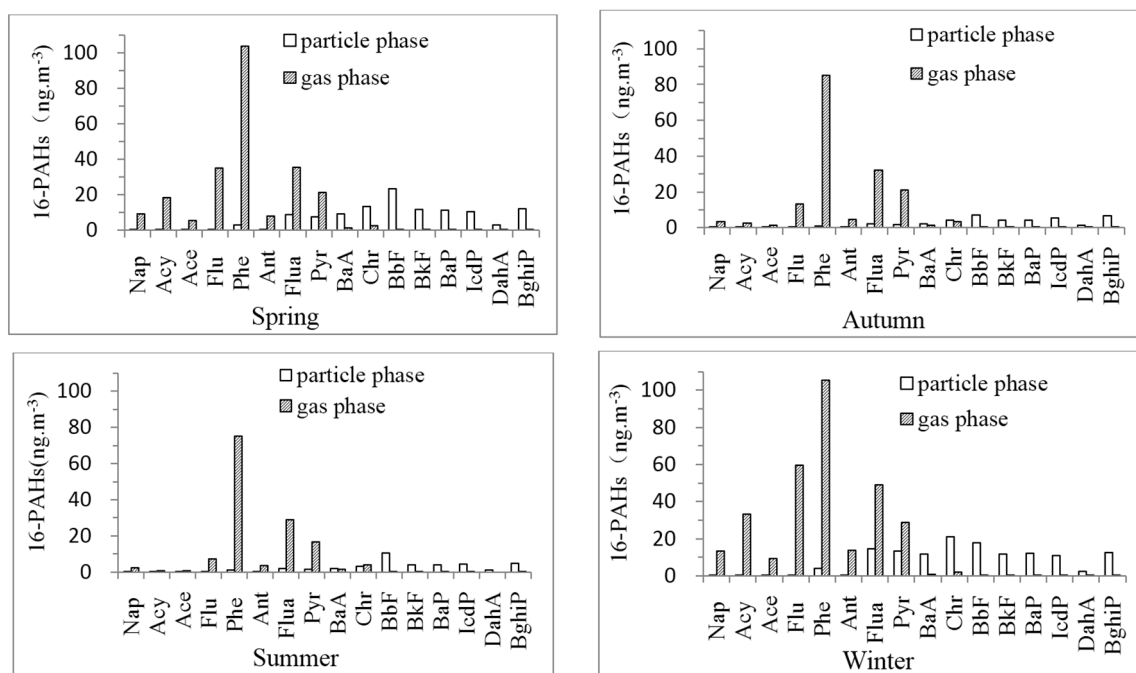 16-PAHs（ng.m-3）
100
80
60
40
20
0
particle phase
gas phase
Nap
Acy
Ace
Flu
Phe
Ant
Flua
Pyr
BaA
Chr
BbF
BkF
BaP
IcdP
DahA
BghiP
Spring
16-PAHs（ng.m-3）
100
80
60
40
20
0
particle phase
gas phase
Nap
Acy
Ace
Flu
Phe
Ant
Flua
Pyr
BaA
Chr
BbF
BkF
BaP
IcdP
DahA
BghiP
Autumn
16-PAHs(ng.m-3)
100
80
60
40
20
0
particle phase
gas phase
Nap
Acy
Ace
Flu
Phe
Ant
Flua
Pyr
BaA
Chr
BbF
BkF
BaP
IcdP
DahA
BghiP
Summer
16-PAHs（ng.m-3）
100
80
60
40
20
0
particle phase
gas phase
Nap
Acy
Ace
Flu
Phe
Ant
Flua
Pyr
BaA
Chr
BbF
BkF
BaP
IcdP
DahA
BghiP
Winter